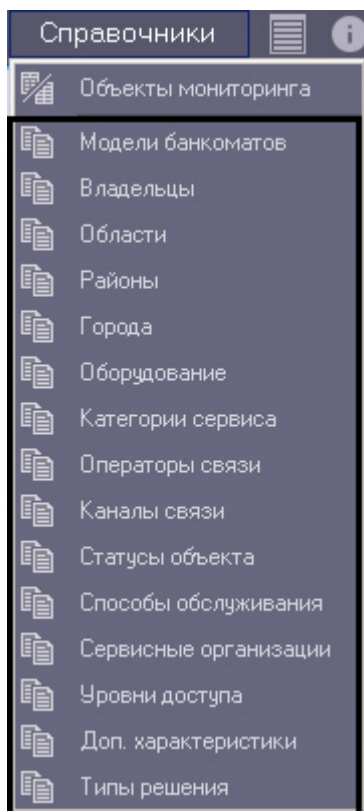 Справочники
Объекты мониторинга
Модели банкоматов
Владельцы
Области
Районы
Города
Оборудование
Категории сервиса
Операторы связи
Каналы связи
Статусы объекта
Способы обслуживания
Сервисные организации
Уровни доступа
Доп. характеристики
Типы решения